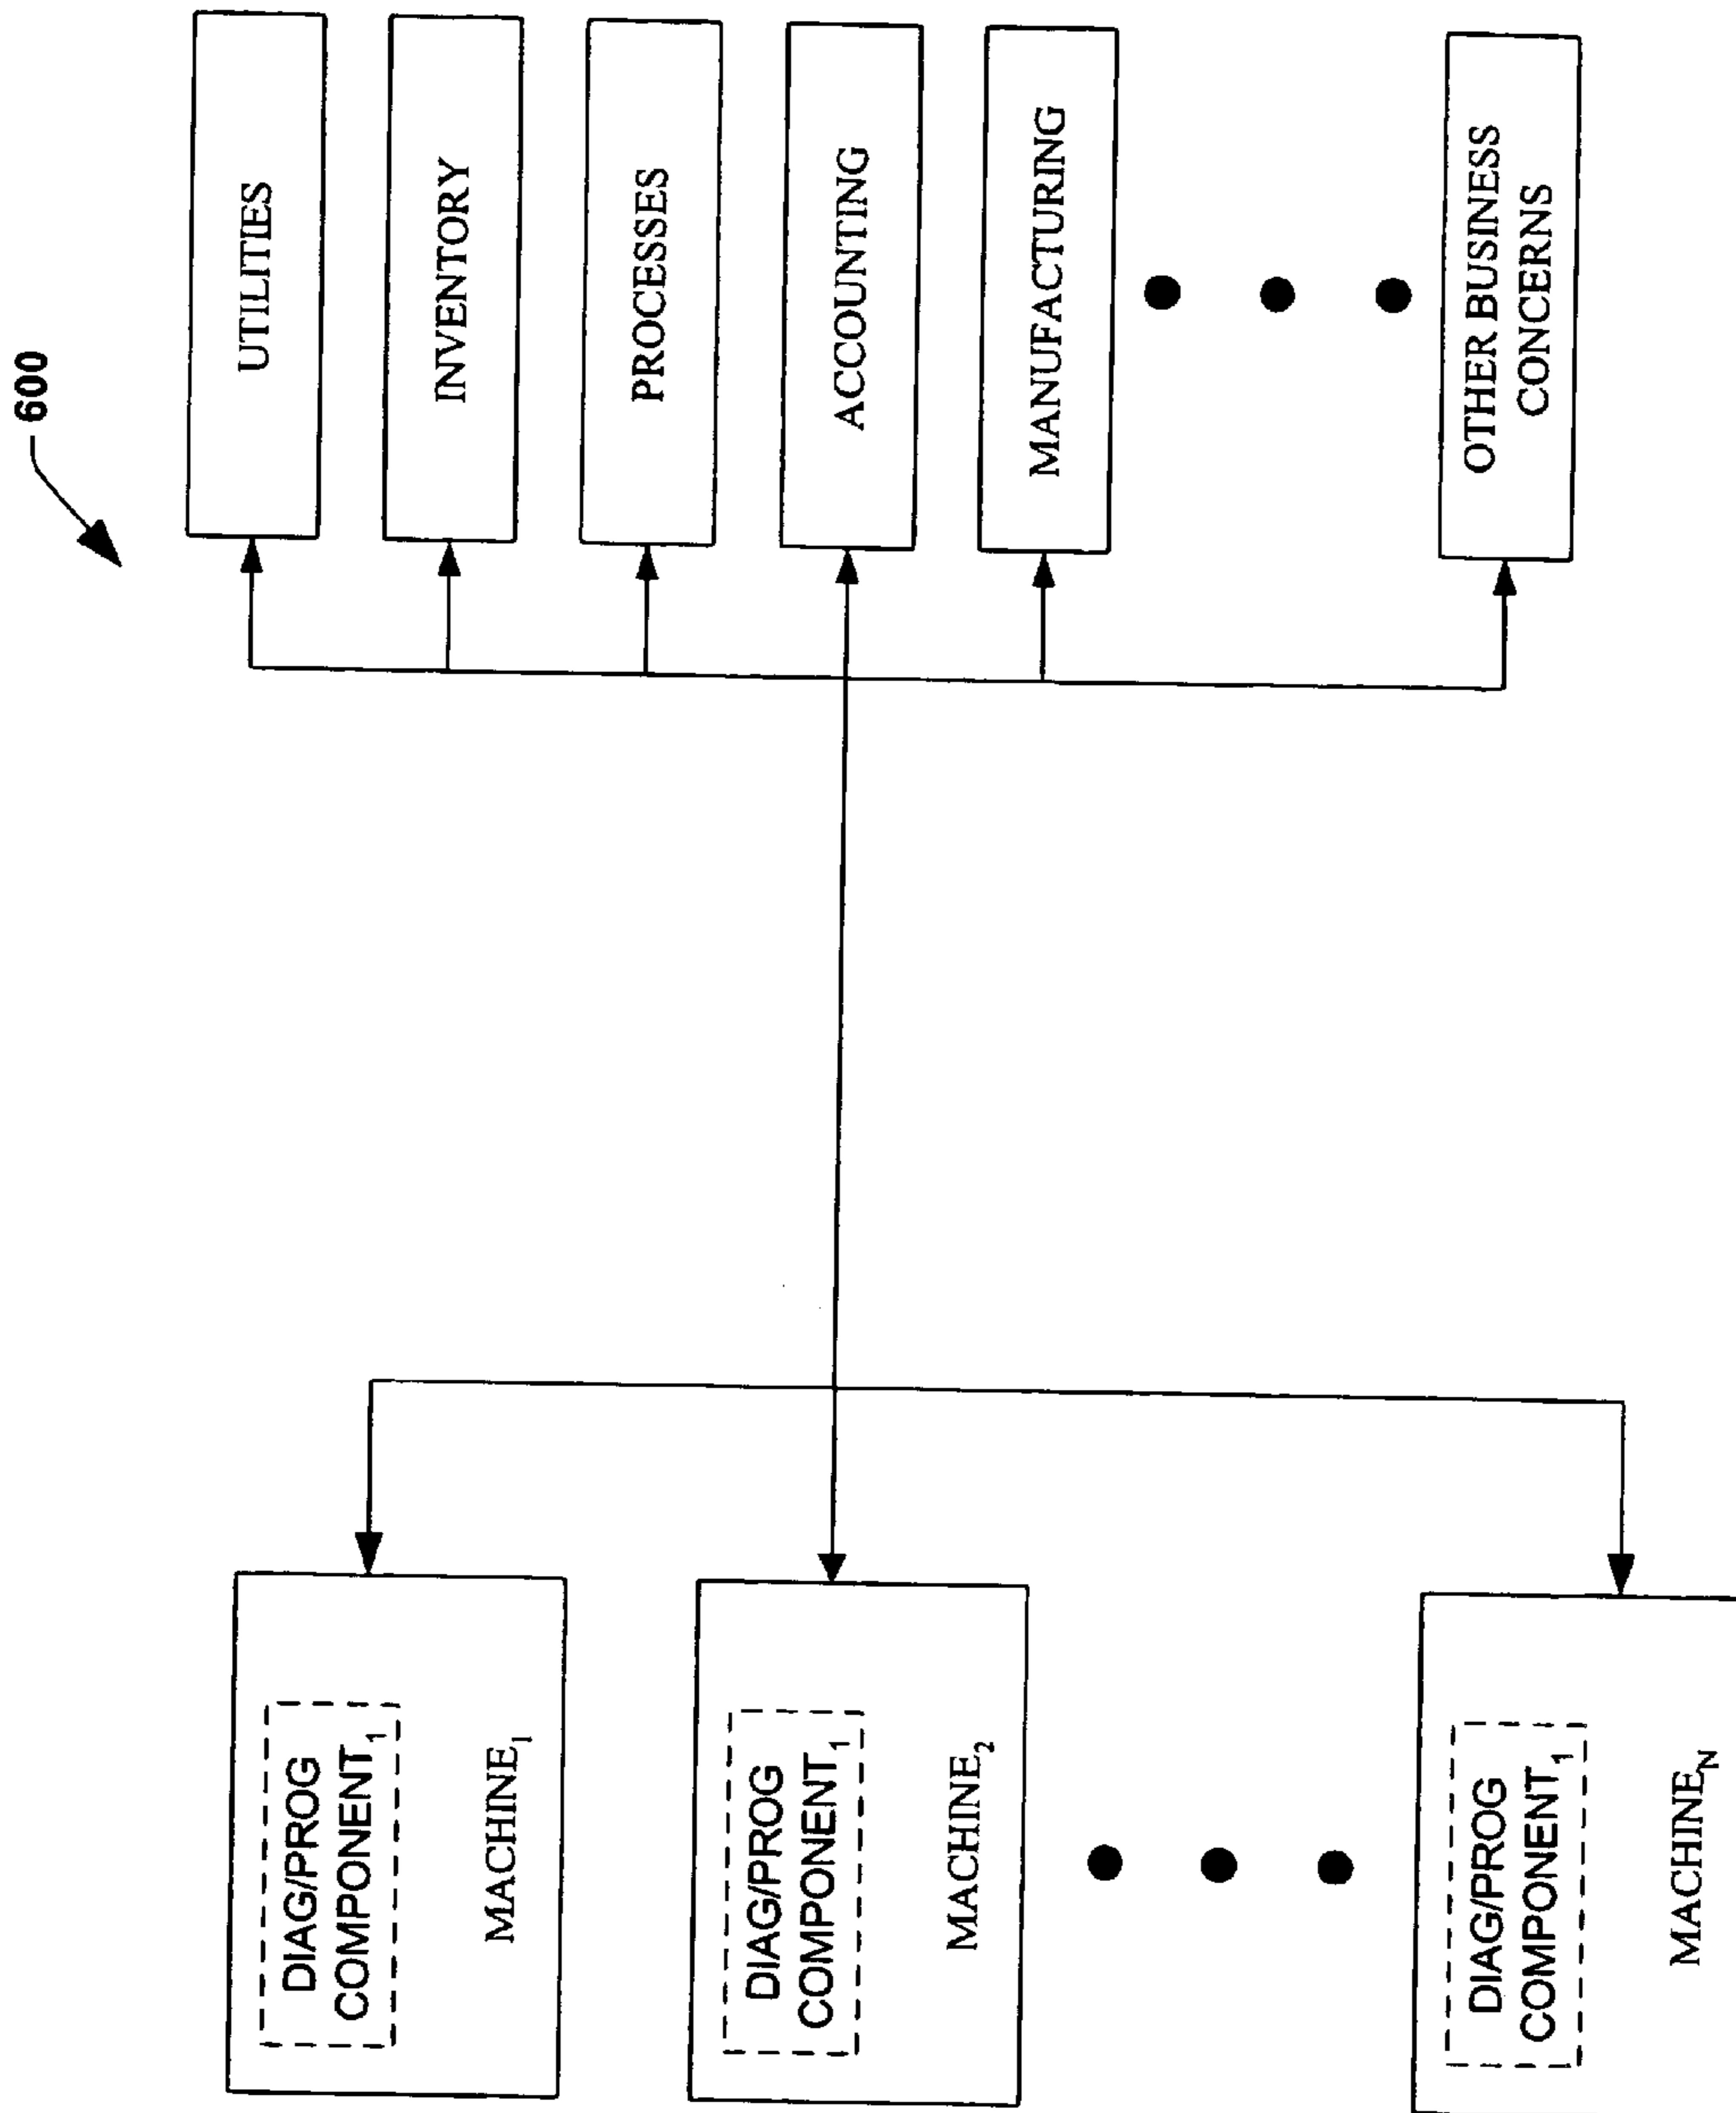 600
DIAG/PROG
COMPONENT1
MACHINE1
DIAG/PROG
COMPONENT1
MACHINE2
DIAG/PROG
COMPONENT1
MACHINEN
UTILITIES
INVENTORY
PROCESSES
ACCOUNTING
MANUFACTURING
OTHER BUSINESS
CONCERNS